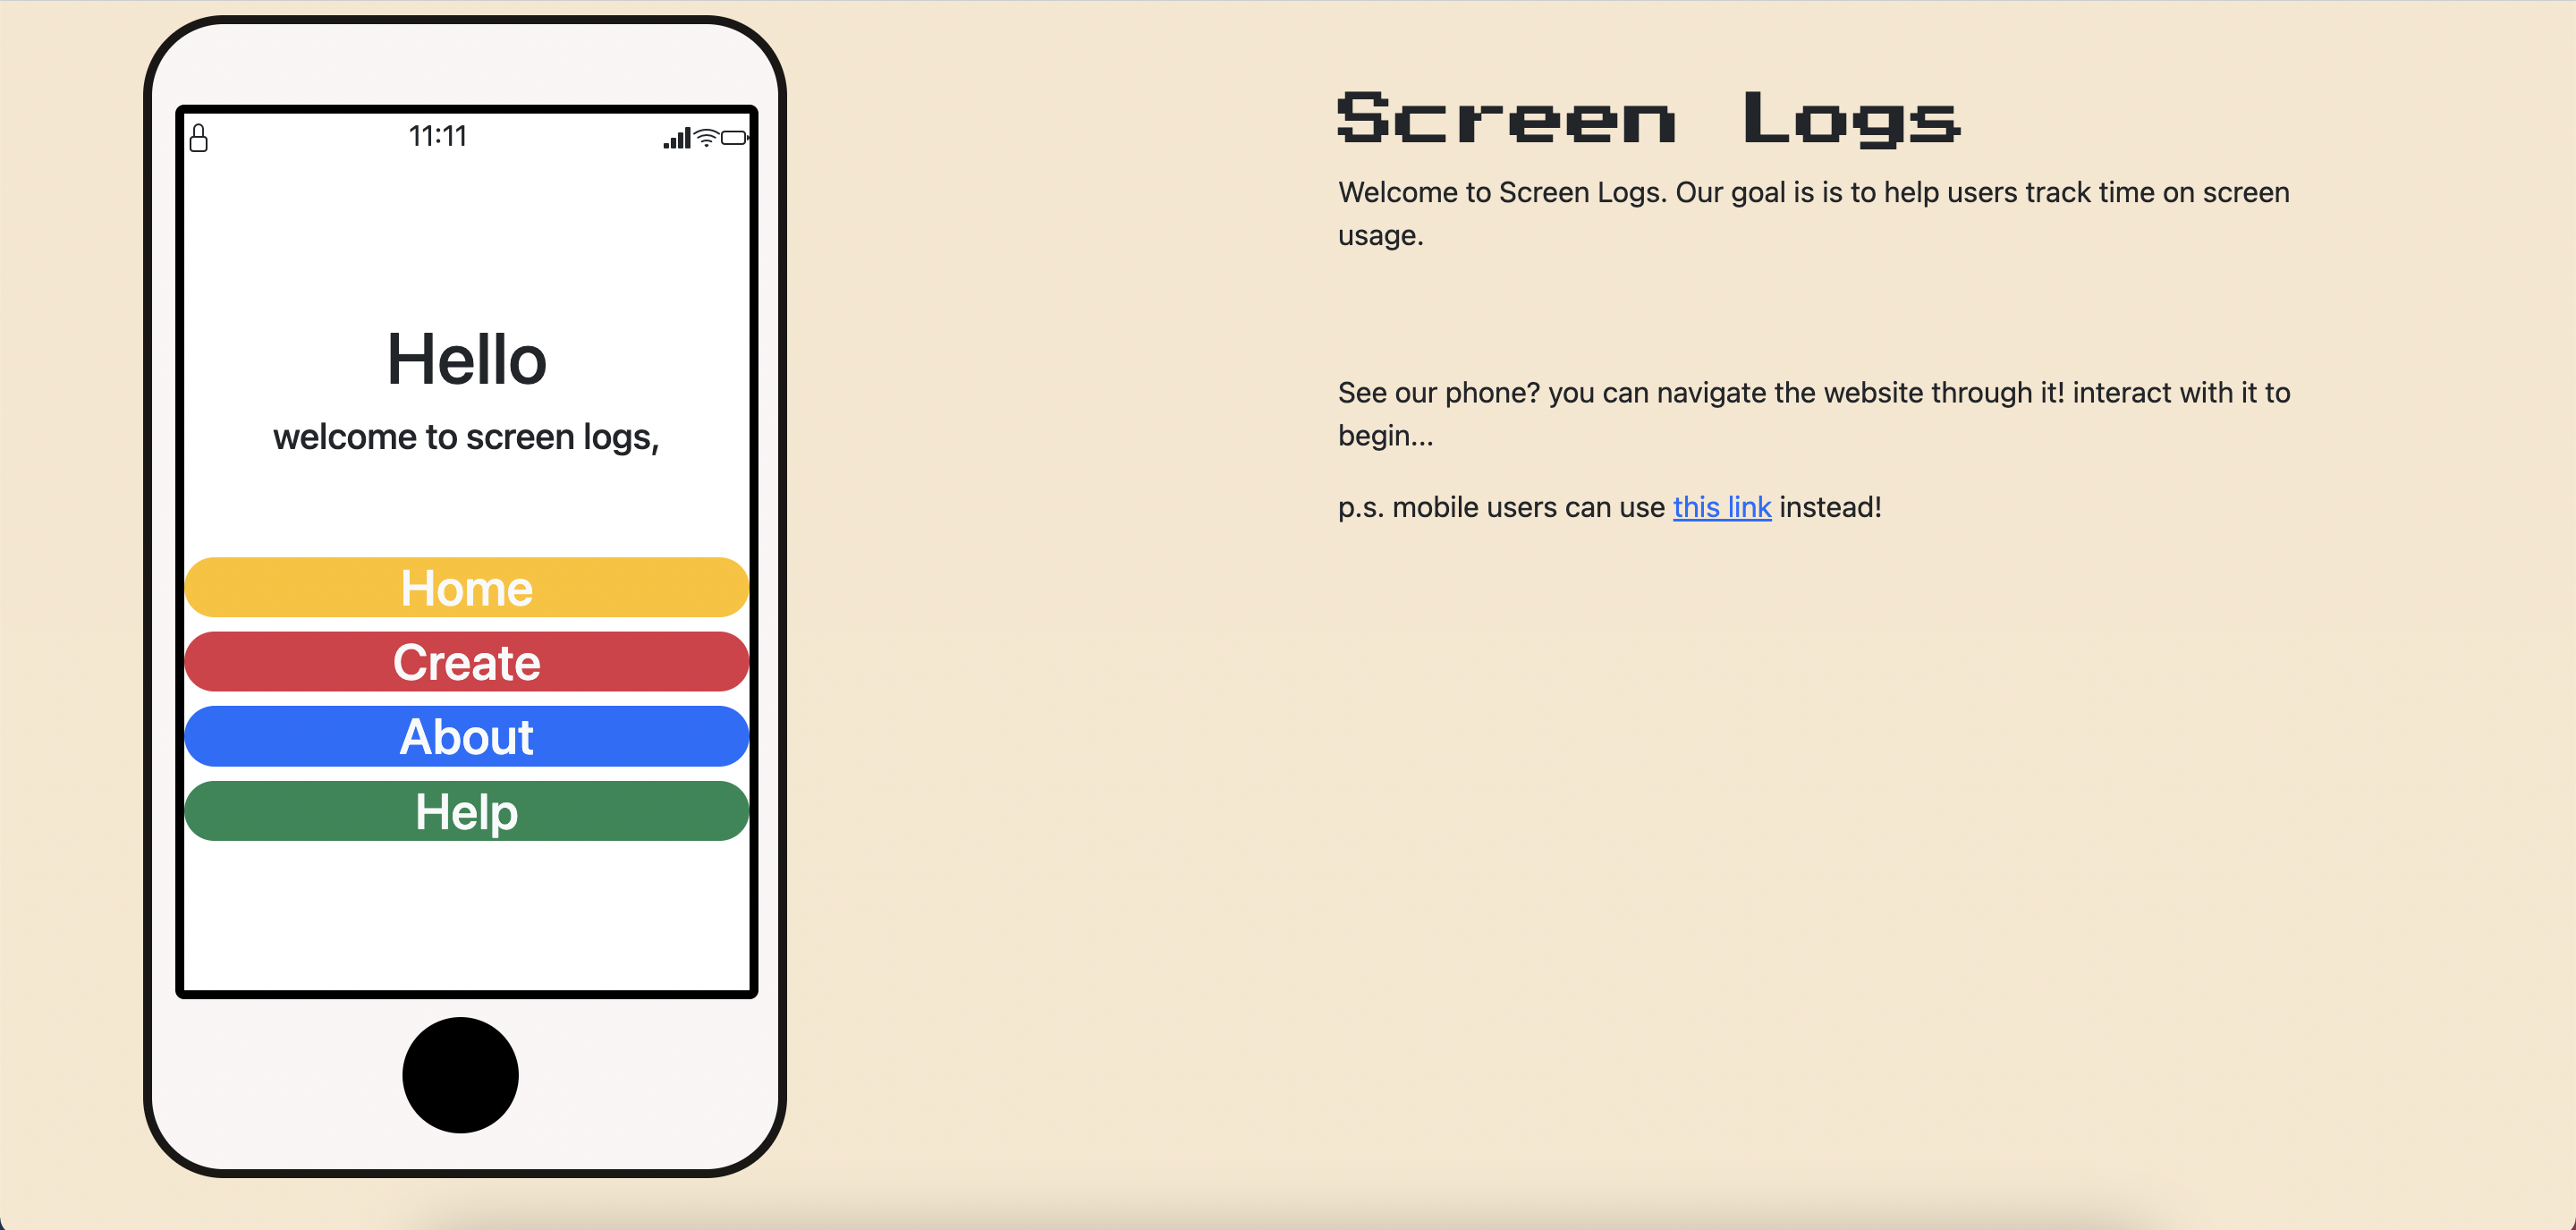 11:11
Hello
welcome to screen logs,
Home
Create
About
Help
Screen Logs
Welcome to Screen Logs. Our goal is is to help users track time on screen
usage.
See our phone? you can navigate the website through it! interact with it to
begin...
p.s. mobile users can use this link instead!